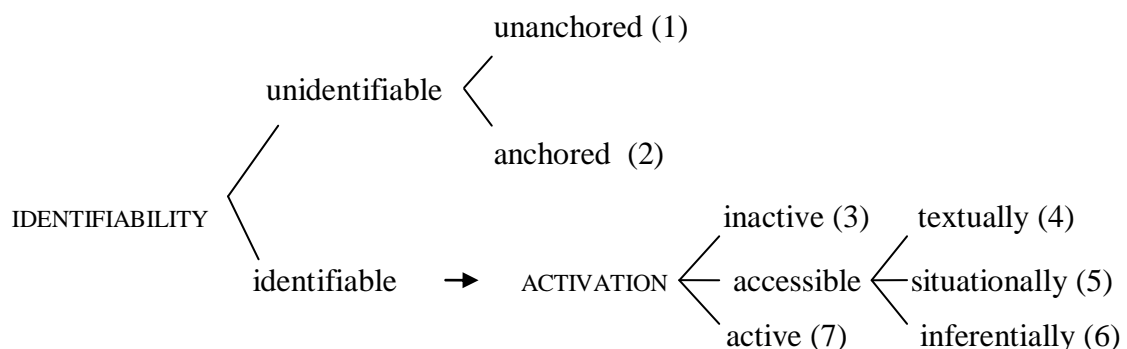 unanchored (1)
unidentifiable
anchored (2)
IDENTIFIABILITY
inactive (3) textually (4)
identifiable ACTIVATION accessible situationally (5)
active (7) inferentially (6)